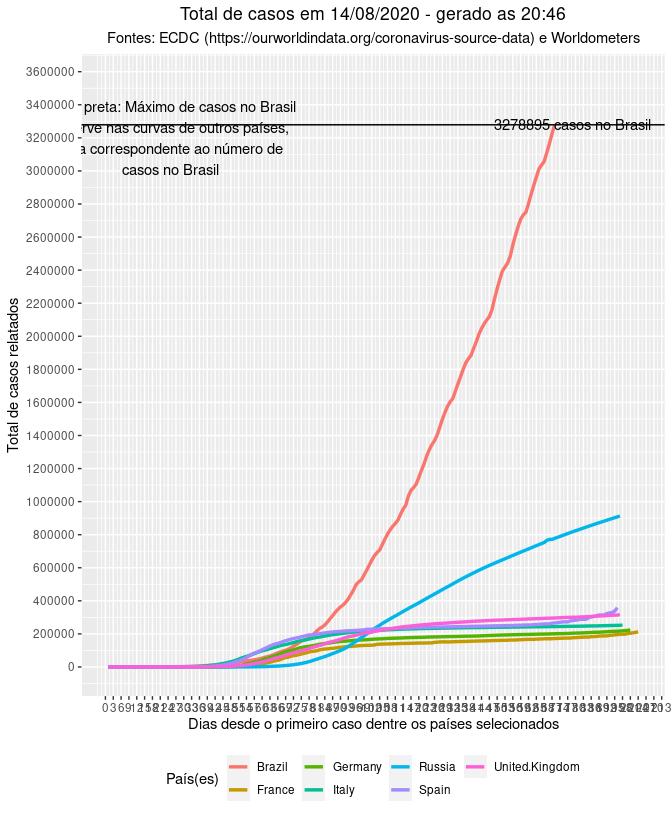 Total de casos em 14/08/2020 - gerado as 20:46
Fontes: ECDC (https://ourworldindata.org/coronavirus-source-data) e Worldometers
Total de casos relatados
3600000
3400000
3200000
3000000
2800000
2600000
2400000
2200000
2000000
1800000
1600000
1400000
1200000
1000000
800000
600000
400000
200000
0
preta: Máximo de casos no Brasil
nas curvas de outros países,
correspondente ao número de
casos no Brasil
3278895 casos no Brasil
0 3 6 9
Dias desde o primeiro caso dentre os países selecionados
País(es)
Brazil
Germany
Russia
United.Kingdom
France
Italy
Spain